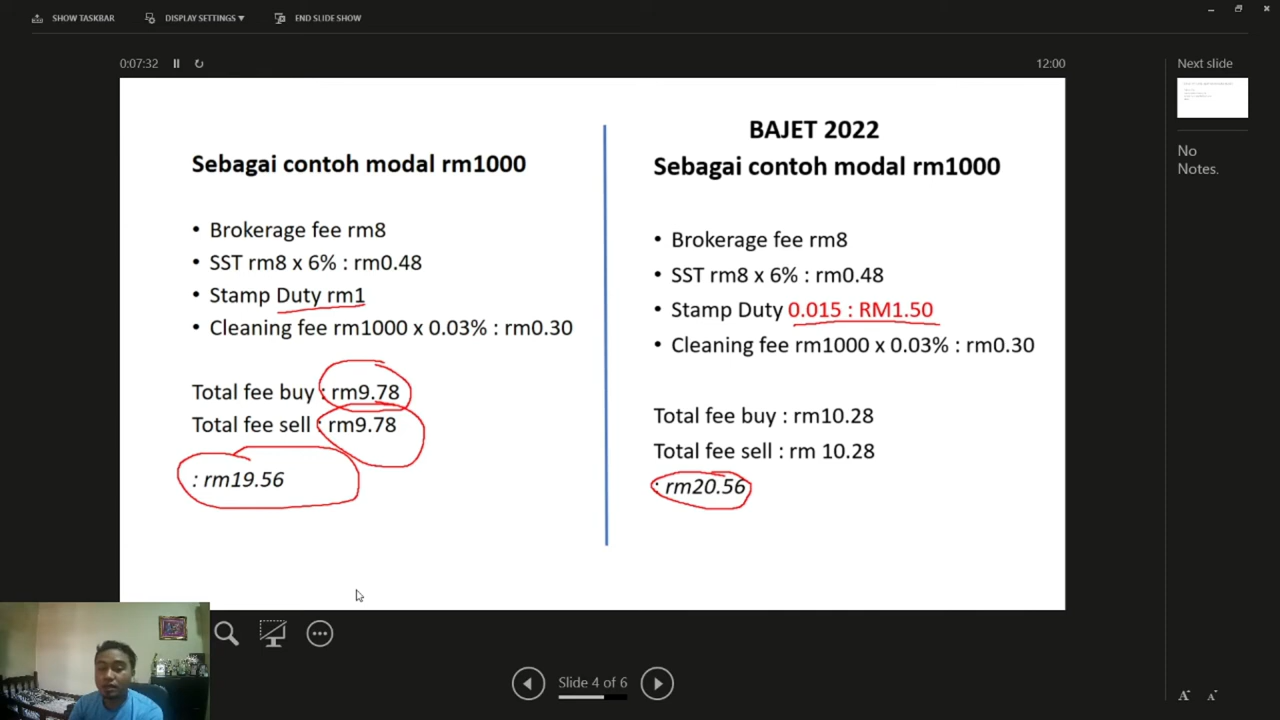 SHOW TASKBAR
DISPLAY SETTINGS ▼
END SLIDE SHOW
0:07:32
12:00
Sebagai contoh modal rm1000
• Brokerage fee rm8
• SST rm8 x 6% : rm0.48
• Stamp Duty rm1
• Cleaning fee rm1000 x 0.03% : rm0.30
Total fee buy : rm9.78
Total fee sell : rm9.78
: rm19.56
BAJET 2022
Sebagai contoh modal rm1000
• Brokerage fee rm8
• SST rm8 x 6% : rm0.48
• Stamp Duty 0.015 : RM1.50
• Cleaning fee rm1000 x 0.03% : rm0.30
Total fee buy : rm10.28
Total fee sell : rm 10.28
: rm20.56
Next slide
No
Notes.
Slide 4 of 6
A A